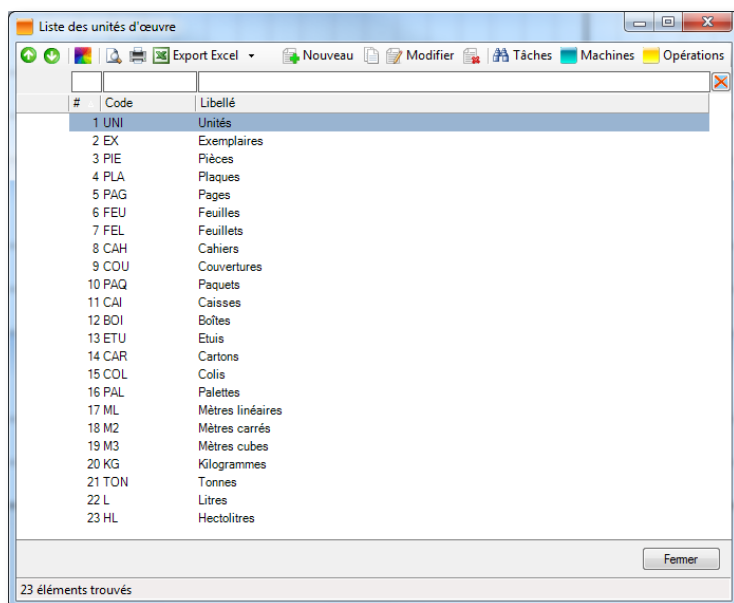 Liste des unités d'œuvre
Export Excel Nouveau Modifier Tâches Machines Opérations
# Code Libellé
1 UNI Unités
2 EX Exemplaires
3 PIE Pièces
4 PLA Plaques
5 PAG Pages
6 FEU Feuilles
7 FEL Feuillets
8 CAH Cahiers
9 COU Couvertures
10 PAQ Paquets
11 CAI Caisses
12 BOI Boîtes
13 ETU Etuis
14 CAR Cartons
15 COL Colis
16 PAL Palettes
17 ML Mètres linéaires
18 M2 Mètres carrés
19 M3 Mètres cubes
20 KG Kilogrammes
21 TON Tonnes
22 L Litres
23 HL Hectolitres
Fermer
23 éléments trouvés